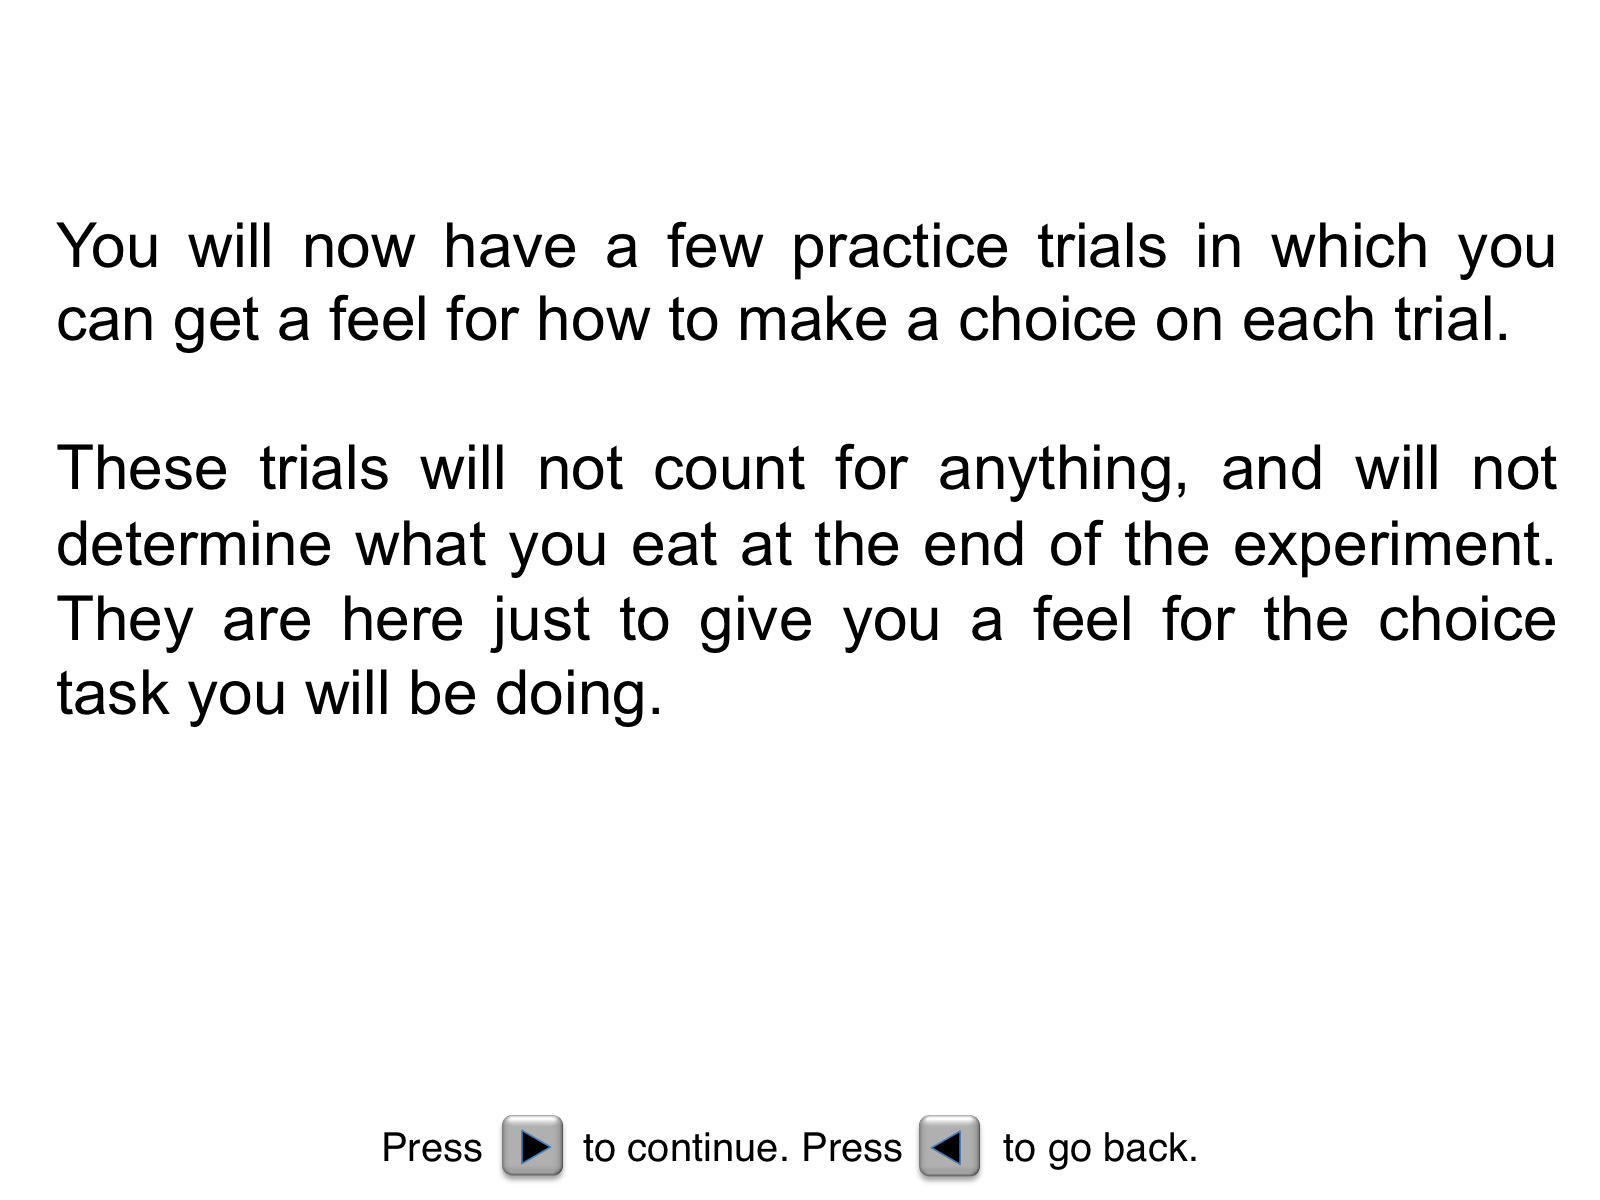 You will now have a few practice trials in which you
can get a feel for how to make a choice on each trial.
These trials will not count for anything, and will not
determine what you eat at the end of the experiment.
They are here just to give you a feel for the choice
task you will be doing.
Press to continue. Press to go back.